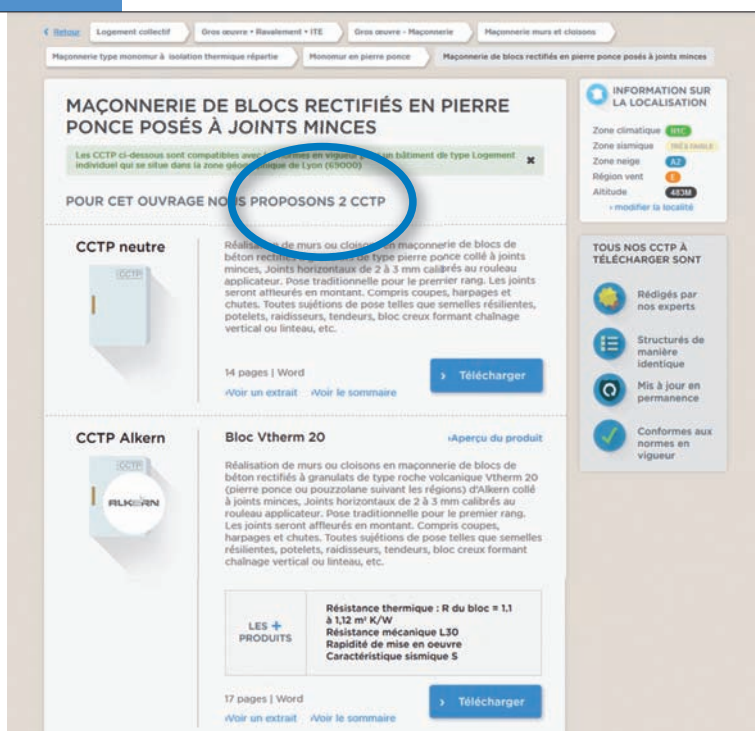 Retour
Logement collectif
Gros œuvre • Ravalement • ITE
Gros œuvre - Maçonnerie
Maçonnerie murs et cloisons
Maçonnerie type monomur à isolation thermique répartie
Monomur en pierre ponce
Maçonnerie de blocs rectifiés en pierre ponce posés à joints minces
MAÇONNERIE DE BLOCS RECTIFIÉS EN PIERRE
PONCE POSÉS À JOINTS MINCES
Les CCTP ci-dessous sont compatibles avec les normes en vigueur pour un bâtiment de type Logement
individuel qui se situe dans la zone géographique de Lyon (69000)
POUR CET OUVRAGE NOUS PROPOSONS 2 CCTP
CCTP neutre
CCTP
Réalisation de murs ou cloisons en maçonnerie de blocs de
béton rectifiés à granulats de type pierre ponce collé à joints
minces, Joints horizontaux de 2 à 3 mm calibrés au rouleau
applicateur. Pose traditionnelle pour le premier rang. Les joints
seront affleurés en montant. Compris coupes, harpages et
chutes. Toutes sujétions de pose telles que semelles résilientes,
potelets, raidisseurs, tendeurs, bloc creux formant chaînage
vertical ou linteau, etc.
14 pages | Word
› Télécharger
›Voir un extrait ›Voir le sommaire
CCTP Alkern
CCTP
ALKERN
Bloc Vtherm 20
›Aperçu du produit
Réalisation de murs ou cloisons en maçonnerie de blocs de
béton rectifiés à granulats de type roche volcanique Vtherm 20
(pierre ponce ou pouzzolane suivant les régions) d'Alkern collé
à joints minces, Joints horizontaux de 2 à 3 mm calibrés au
rouleau applicateur. Pose traditionnelle pour le premier rang.
Les joints seront affleurés en montant. Compris coupes,
harpages et chutes. Toutes sujétions de pose telles que semelles
résilientes, potelets, raidisseurs, tendeurs, bloc creux formant
chaînage vertical ou linteau, etc.
LES +
PRODUITS
Résistance thermique : R du bloc = 1,1
à 1,12 m² K/W
Résistance mécanique L30
Rapidité de mise en oeuvre
Caractéristique sismique S
17 pages | Word
› Télécharger
›Voir un extrait ›Voir le sommaire
INFORMATION SUR
LA LOCALISATION
Zone climatique H1C
Zone sismique TRÈS FAIBLE
Zone neige A2
Région vent
Altitude 483M
› modifier la localité
TOUS NOS CCTP À
TÉLÉCHARGER SONT
Rédigés par
nos experts
Structurés de
manière
identique
Mis à jour en
permanence
Conformes aux
normes en
vigueur